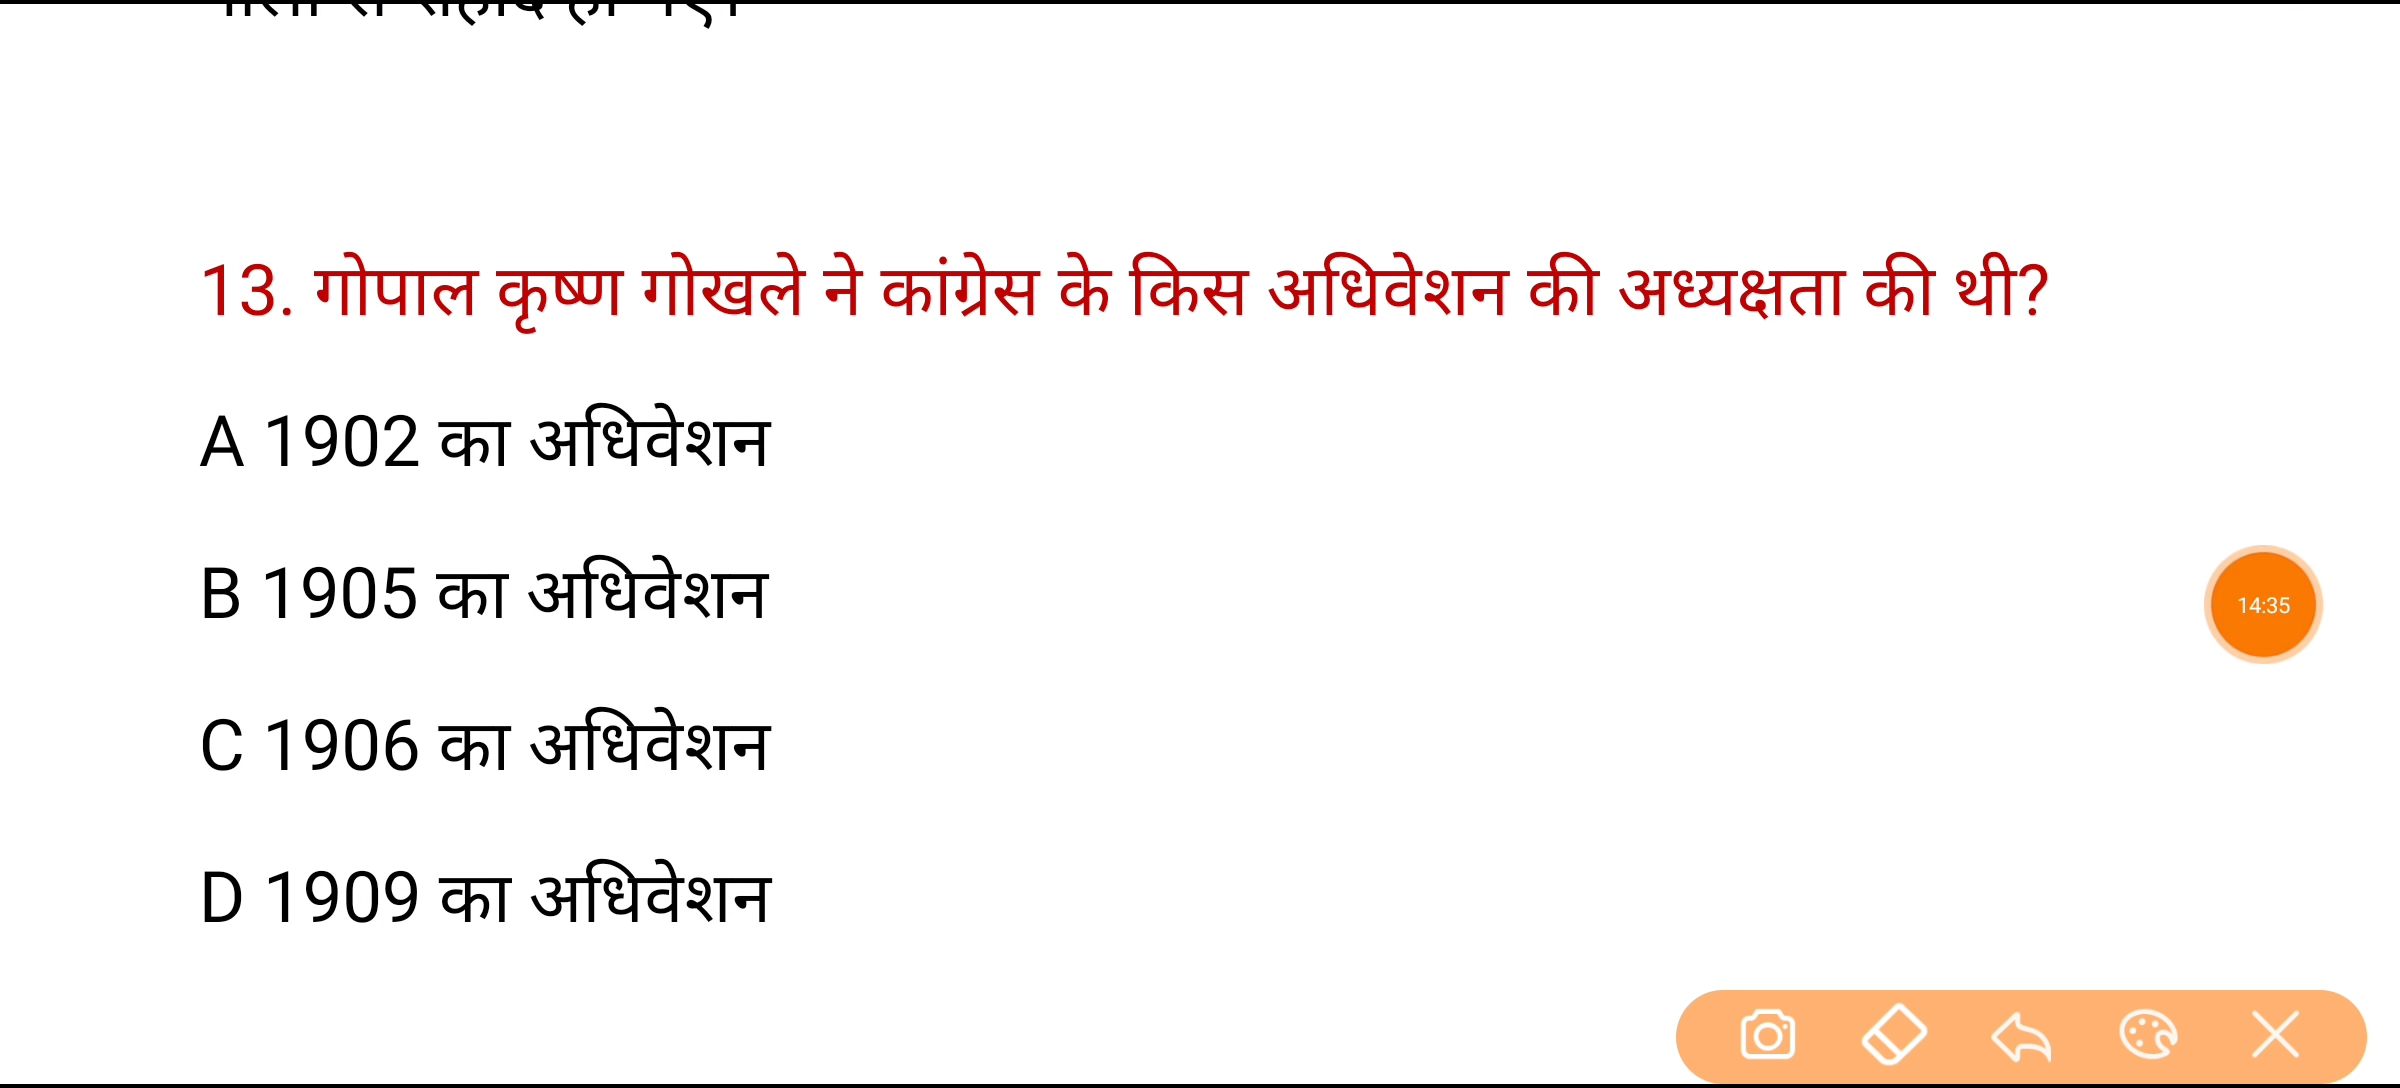 13. गोपाल कृष्ण गोखले ने कांग्रेस के किस अधिवेशन की अध्यक्षता की थी?
A 1902 का अधिवेशन
B 1905 का अधिवेशन
14:35
C 1906 का अधिवेशन
D 1909 का अधिवेशन